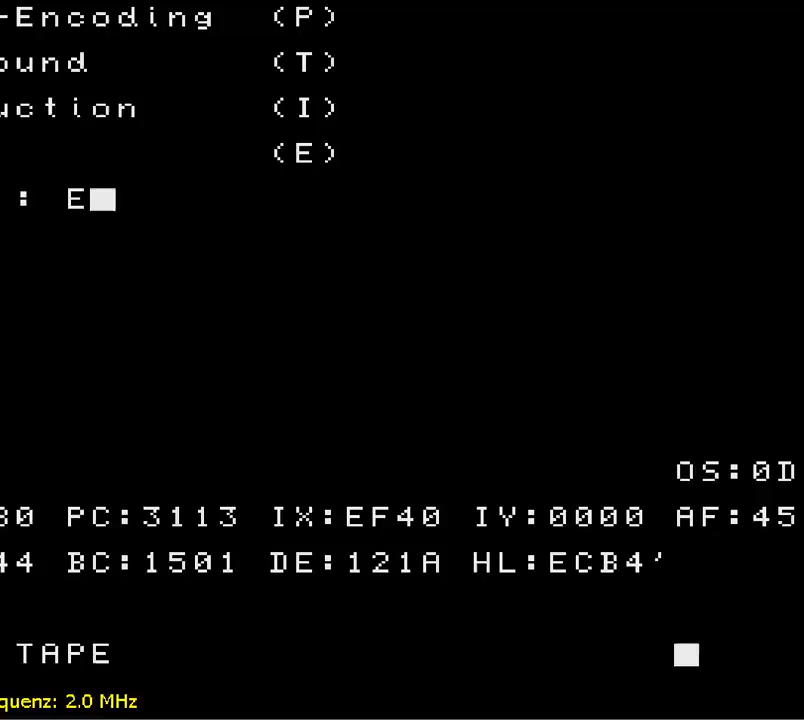 -Encoding (P)
ound (T)
uction (I)
(E)
: E
OS:0D
30 PC:3113 IX:EF40 IY:0000 AF:45
44 BC:1501 DE:121A HL:ECB4'
TAPE
quenz: 2.0 MHz